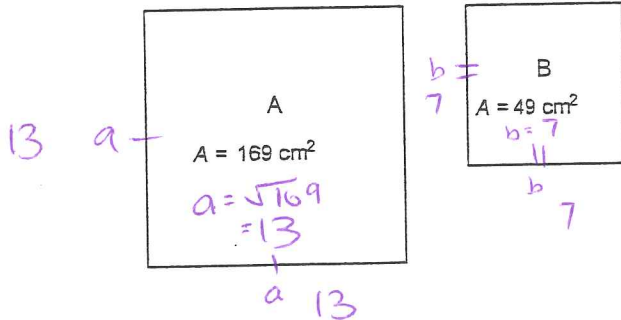 A
A = 169 cm²
a = √169
= 13
13 a
a 13
B
A = 49 cm²
b = 7
b
7
b
7